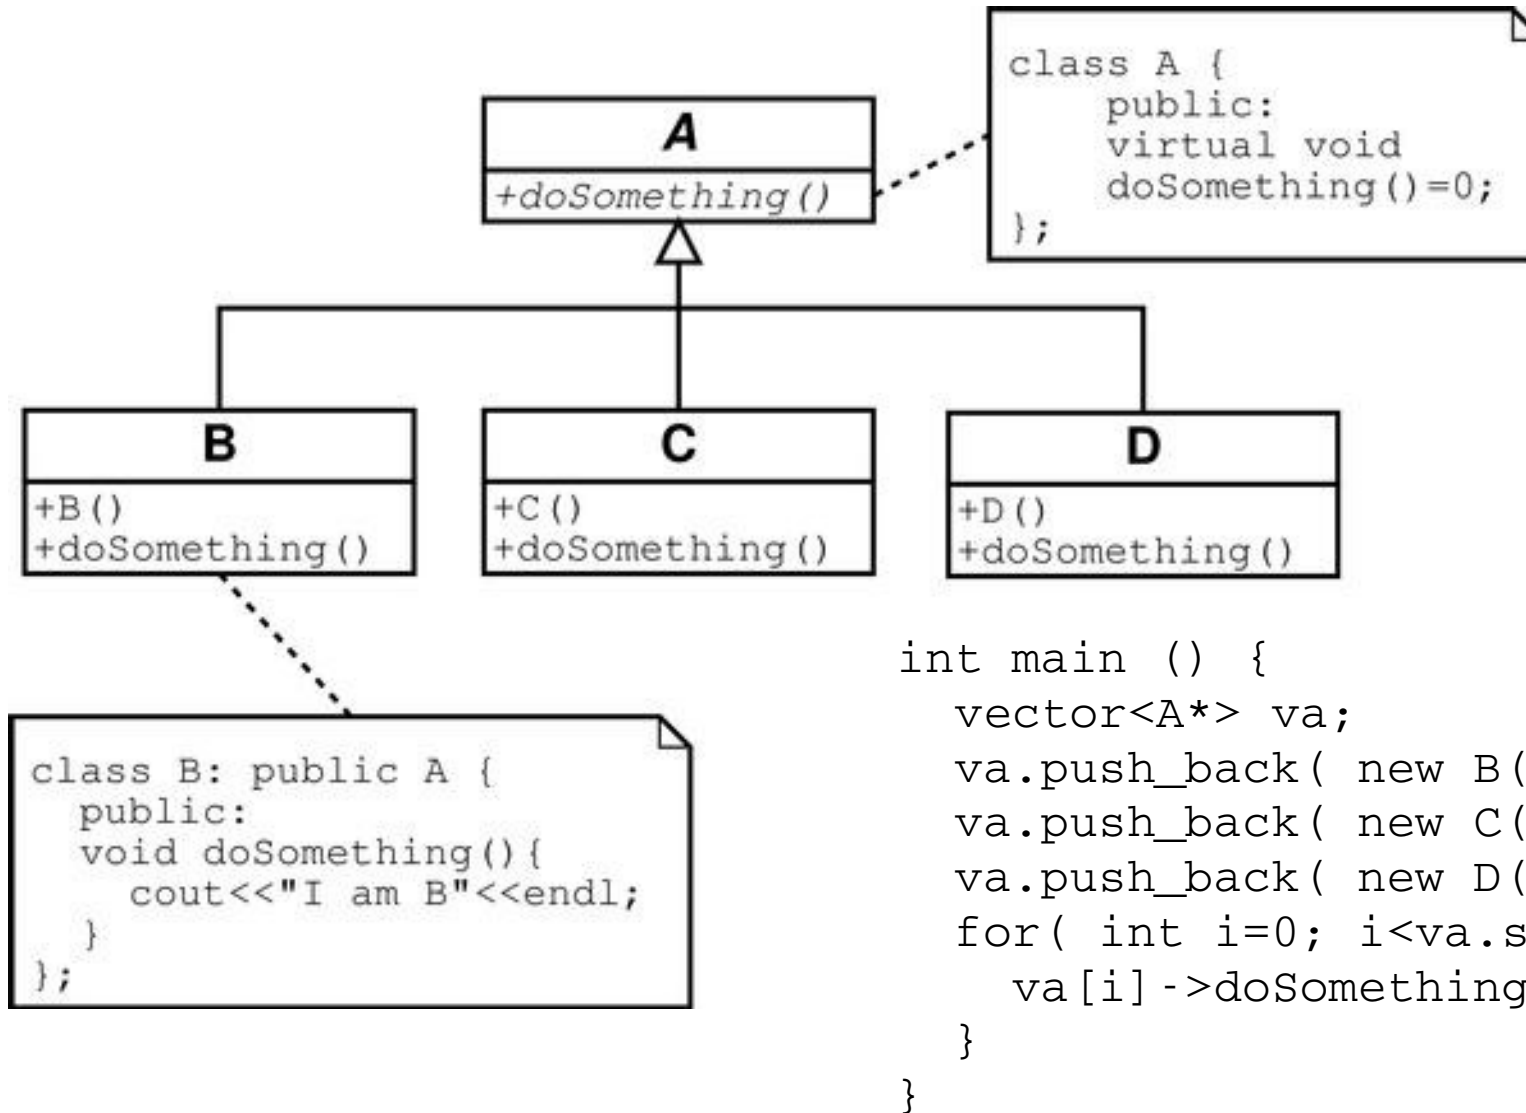 class A {
public:
virtual void
doSomething()=0;
};
A
+doSomething()
B
+B()
+doSomething()
C
+C()
+doSomething()
D
+D()
+doSomething()
class B: public A {
public:
void doSomething(){
cout<<"I am B"<<endl;
}
};
int main () {
vector<A*> va;
va.push_back( new B(
va.push_back( new C(
va.push_back( new D(
for( int i=0; i<va.s
va[i]->doSomething
}
}